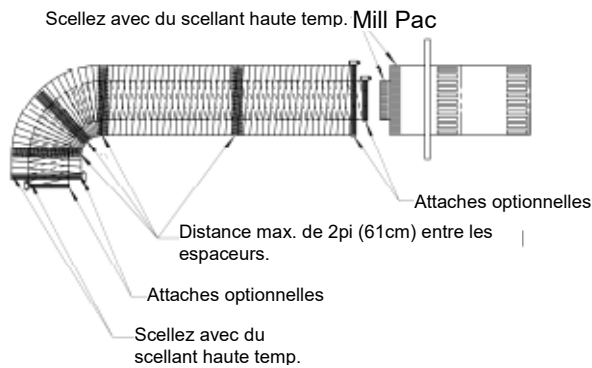 Scellez avec du scellant haute temp. Mill Pac
Attaches optionnelles
Distance max. de 2pi (61cm) entre les
espaceurs.
Attaches optionnelles
Scellez avec du
scellant haute temp.